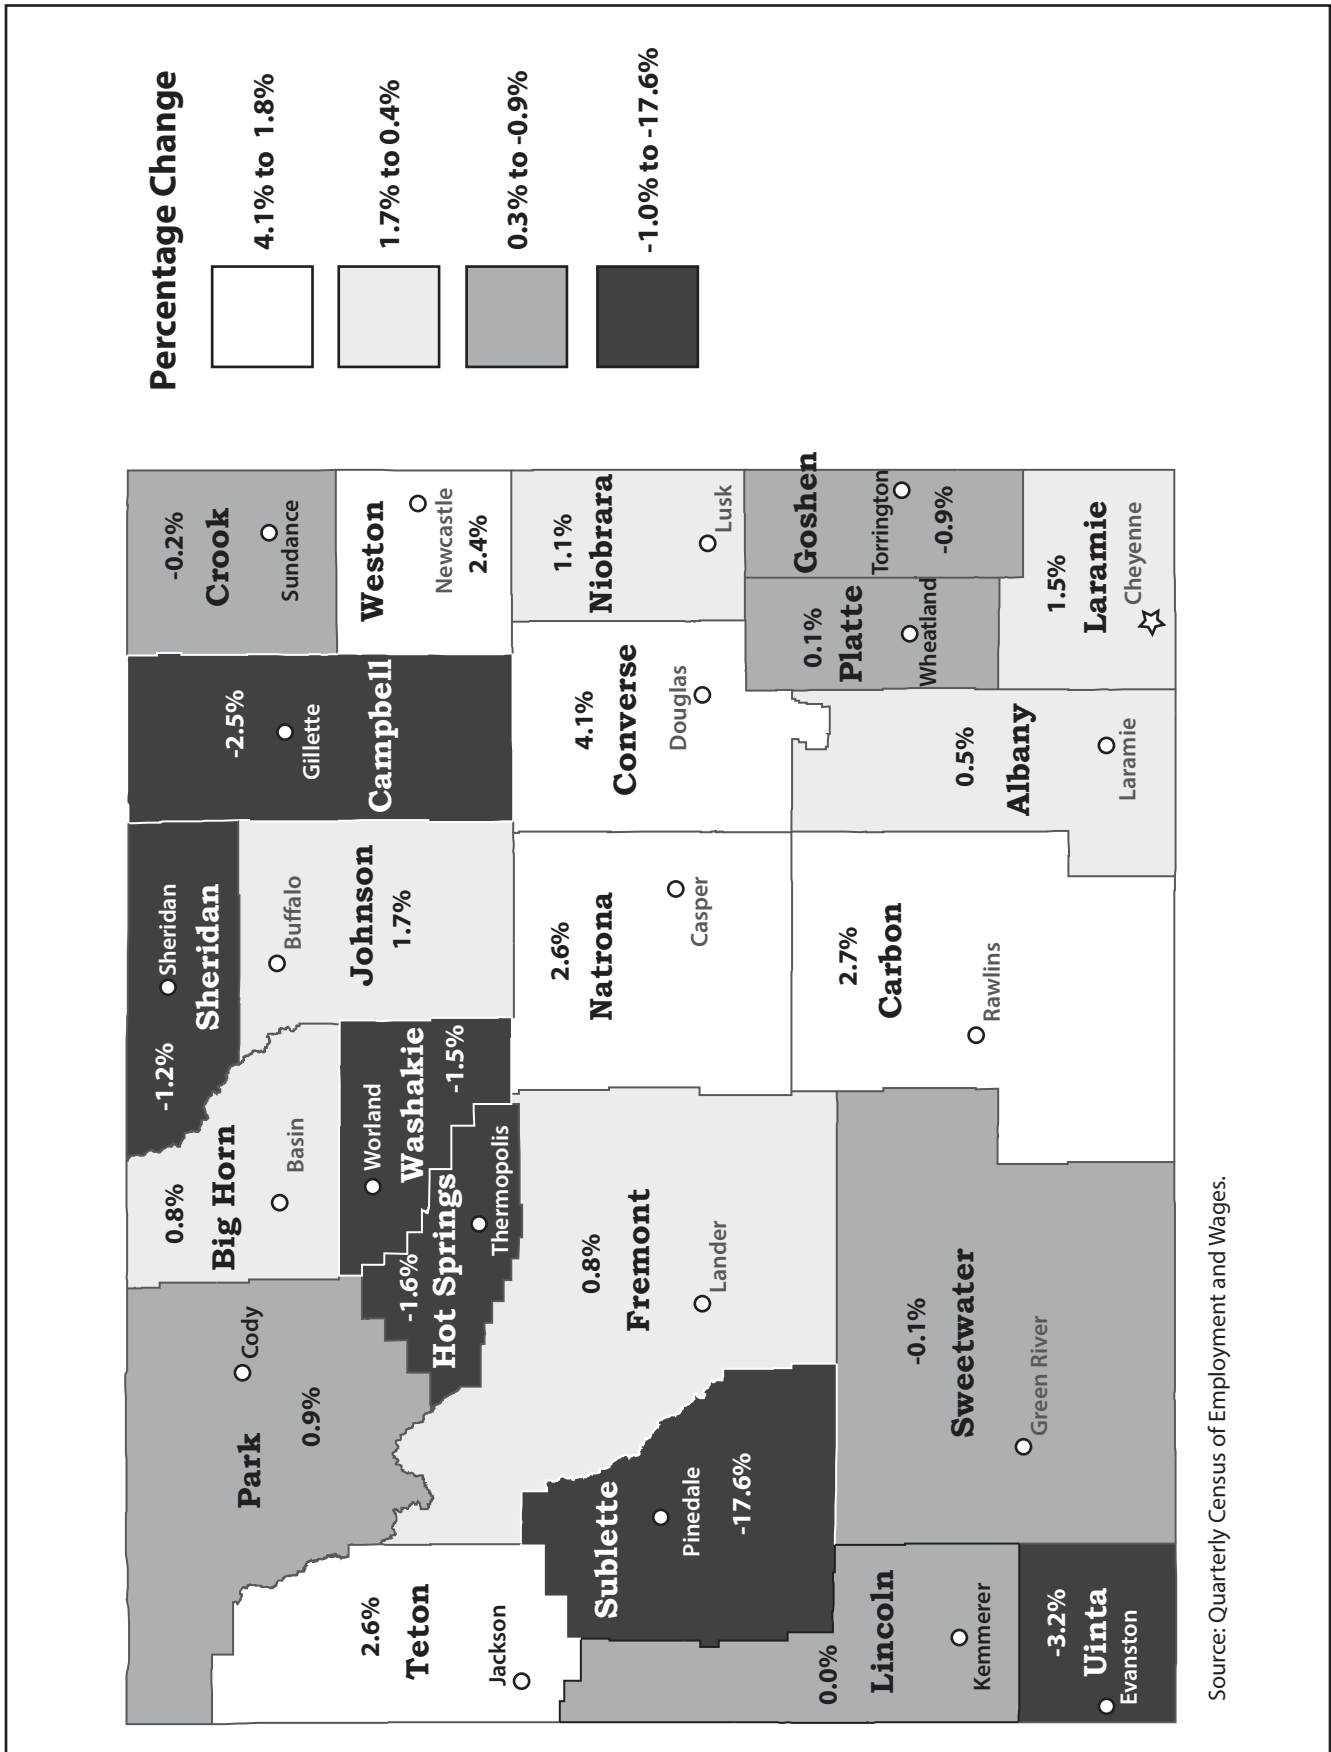 Park
Cody
0.9%
0.8%
Big Horn
Basin
-1.2%
Sheridan
Sheridan
-2.5%
Gillette
Campbell
-0.2%
Crook
Sundance
Percentage Change
4.1% to 1.8%
1.7% to 0.4%
0.3% to -0.9%
-1.0% to -17.6%
Teton
2.6%
Jackson
Worland
Washakie
-1.5%
-1.6%
Hot Springs
Thermopolis
Buffalo
Johnson
1.7%
Weston
Newcastle
2.4%
Sublette
Pinedale
-17.6%
0.8%
Fremont
Lander
2.6%
Natrona
Casper
4.1%
Converse
Douglas
1.1%
Niobrara
Lusk
0.0%
Lincoln
Kemmerer
-0.1%
Sweetwater
Green River
2.7%
Carbon
Rawlins
0.5%
Albany
Laramie
0.1%
Platte
Wheatland
Goshen
Torrington
-0.9%
-3.2%
Uinta
Evanston
1.5%
Laramie
Cheyenne
Source: Quarterly Census of Employment and Wages.